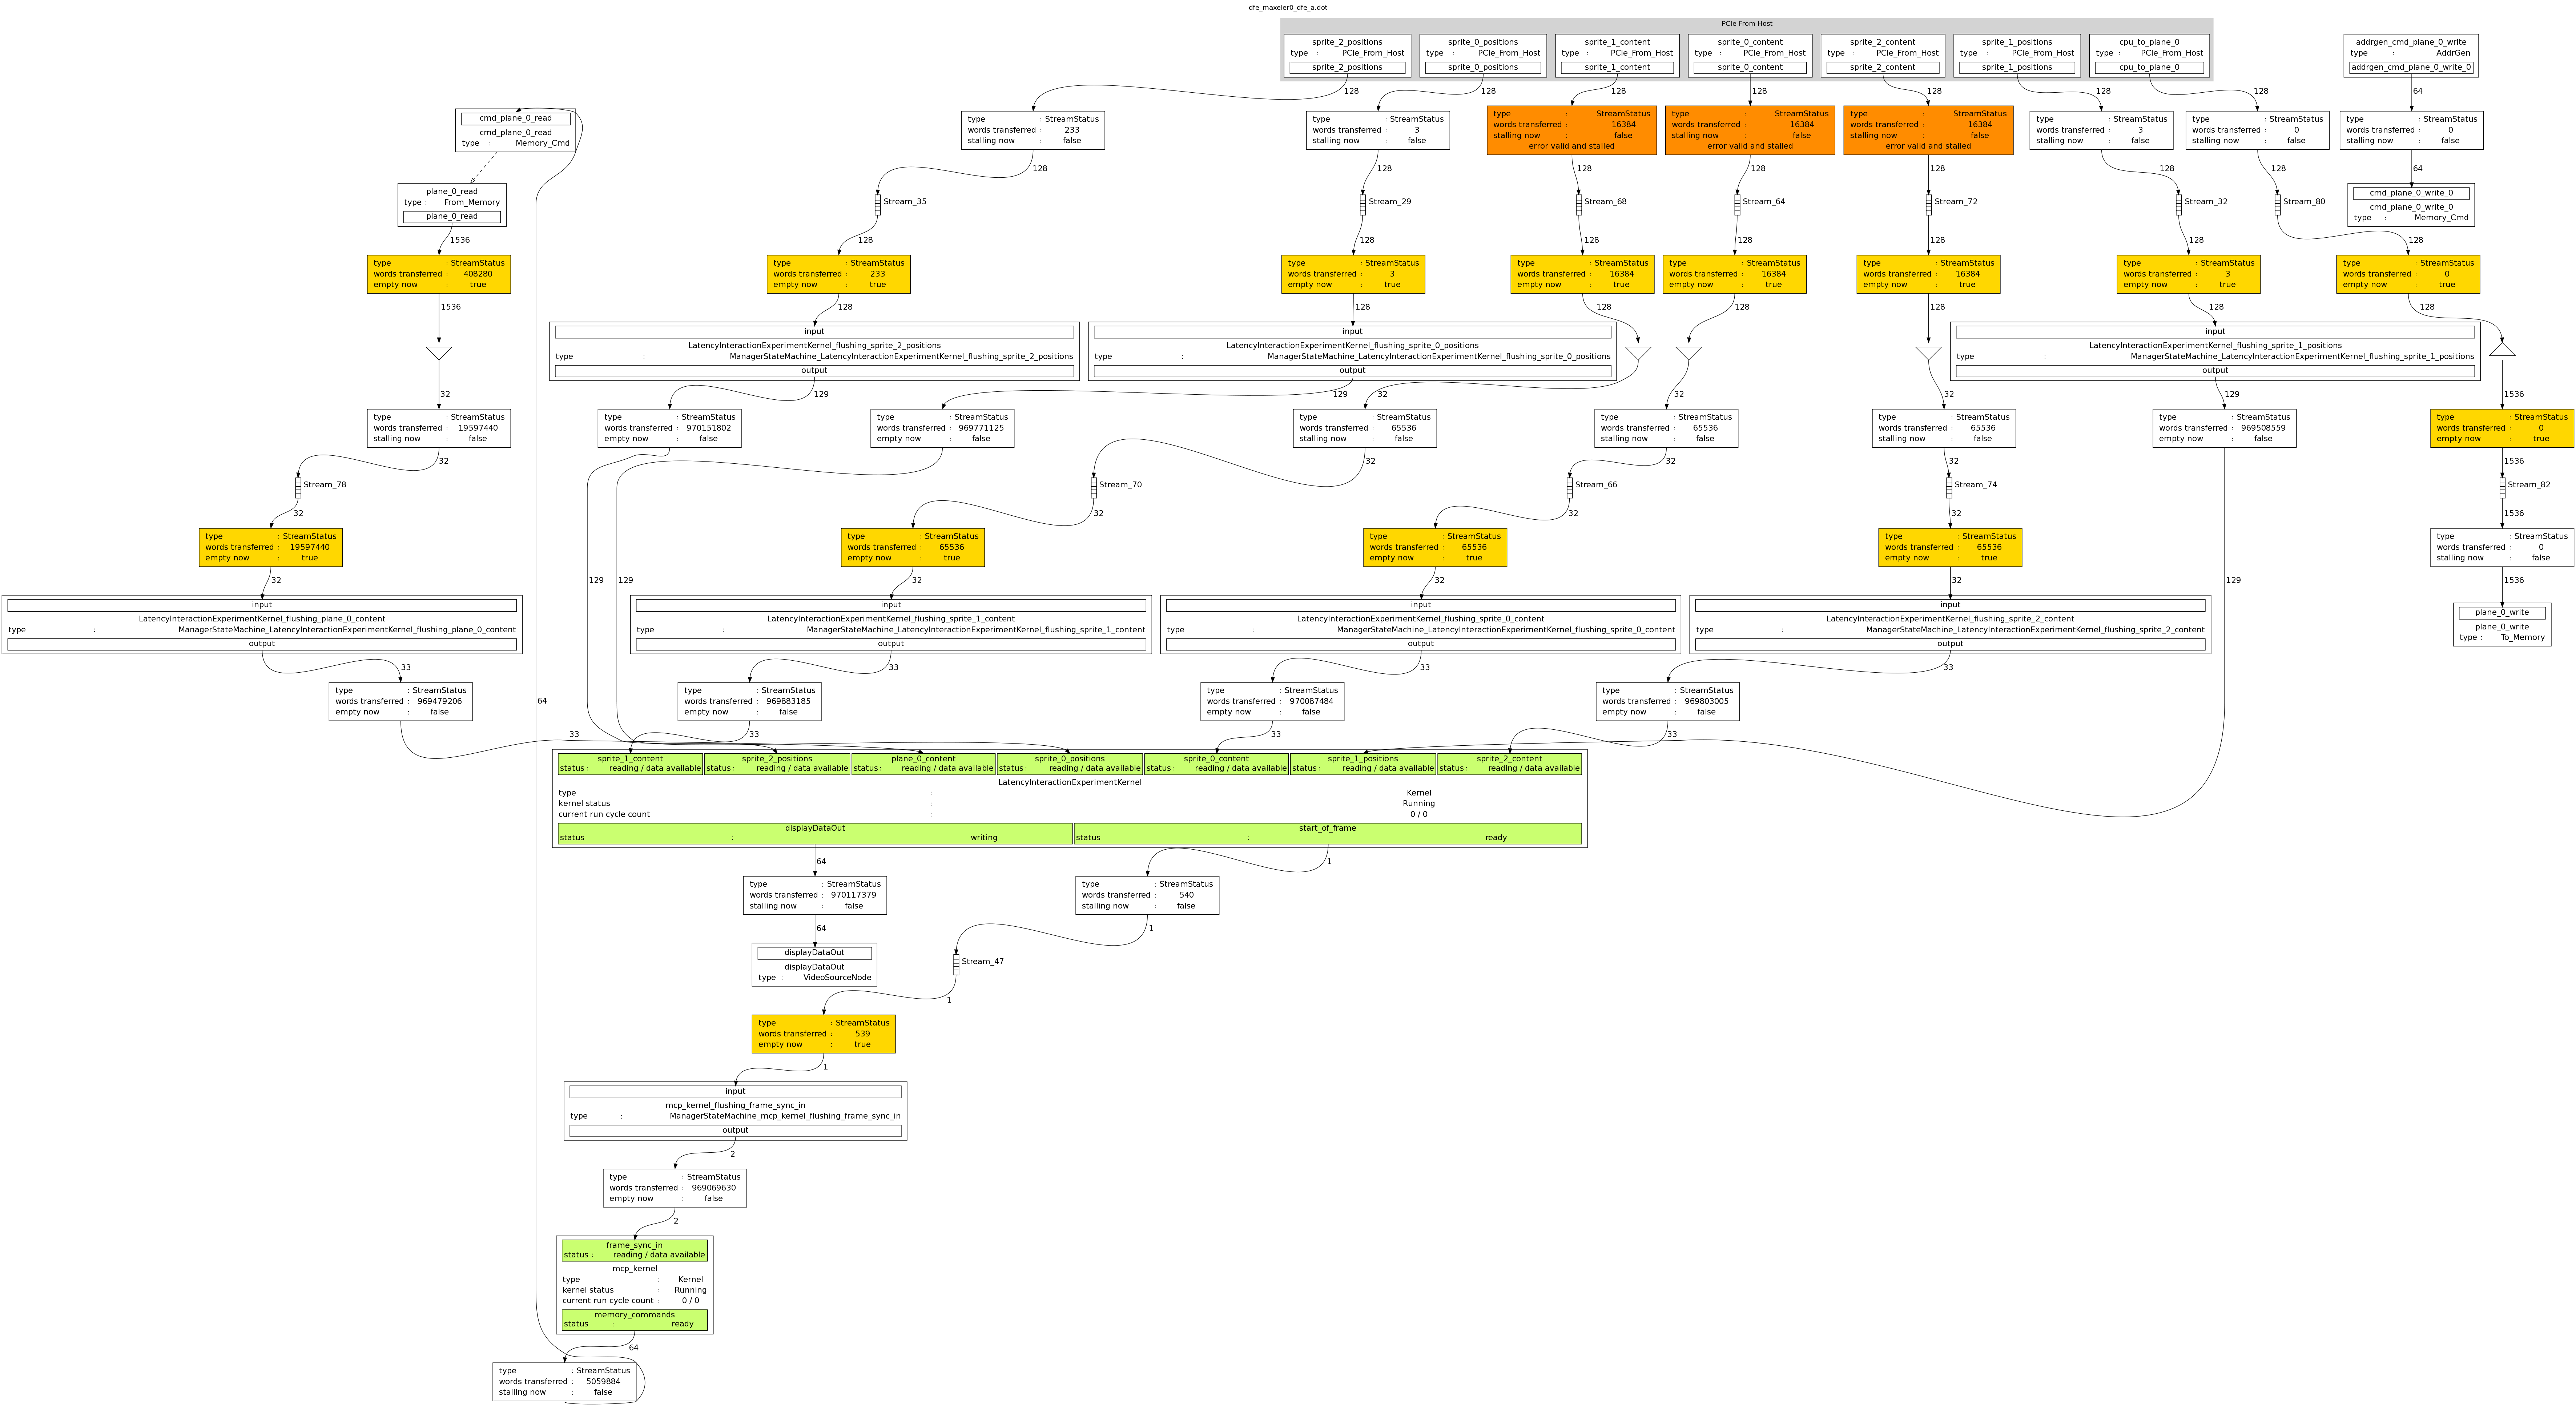 dfe_maxeler0_dfe_a.dot
PCIe From Host
sprite_2_positions
type : PCIe_From_Host
sprite_2_positions
sprite_0_positions
type : PCIe_From_Host
sprite_0_positions
sprite_1_content
type : PCIe_From_Host
sprite_1_content
sprite_0_content
type : PCIe_From_Host
sprite_0_content
sprite_2_content
type : PCIe_From_Host
sprite_2_content
sprite_1_positions
type : PCIe_From_Host
sprite_1_positions
cpu_to_plane_0
type : PCIe_From_Host
cpu_to_plane_0
addrgen_cmd_plane_0_write
type : AddrGen
addrgen_cmd_plane_0_write_0
128
128
128
128
128
128
128
64
cmd_plane_0_read
cmd_plane_0_read
type : Memory_Cmd
type : StreamStatus
words transferred : 233
stalling now : false
type : StreamStatus
words transferred : 3
stalling now : false
type : StreamStatus
words transferred : 16384
stalling now : false
error valid and stalled
type : StreamStatus
words transferred : 16384
stalling now : false
error valid and stalled
type : StreamStatus
words transferred : 16384
stalling now : false
error valid and stalled
type : StreamStatus
words transferred : 3
stalling now : false
type : StreamStatus
words transferred : 0
stalling now : false
type : StreamStatus
words transferred : 0
stalling now : false
128
128
128
128
128
128
128
64
plane_0_read
type : From_Memory
plane_0_read
Stream_35
Stream_29
Stream_68
Stream_64
Stream_72
Stream_32
Stream_80
cmd_plane_0_write_0
cmd_plane_0_write_0
type : Memory_Cmd
1536
128
128
128
128
128
128
128
type : StreamStatus
words transferred : 408280
empty now : true
type : StreamStatus
words transferred : 233
empty now : true
type : StreamStatus
words transferred : 3
empty now : true
type : StreamStatus
words transferred : 16384
empty now : true
type : StreamStatus
words transferred : 16384
empty now : true
type : StreamStatus
words transferred : 16384
empty now : true
type : StreamStatus
words transferred : 3
empty now : true
type : StreamStatus
words transferred : 0
empty now : true
1536
128
128
128
128
128
128
128
input
LatencyInteractionExperimentKernel_flushing_sprite_2_positions
type : ManagerStateMachine_LatencyInteractionExperimentKernel_flushing_sprite_2_positions
output
input
LatencyInteractionExperimentKernel_flushing_sprite_0_positions
type : ManagerStateMachine_LatencyInteractionExperimentKernel_flushing_sprite_0_positions
output
input
LatencyInteractionExperimentKernel_flushing_sprite_1_positions
type : ManagerStateMachine_LatencyInteractionExperimentKernel_flushing_sprite_1_positions
output
32
129
129
32
32
32
129
1536
type : StreamStatus
words transferred : 19597440
stalling now : false
type : StreamStatus
words transferred : 970151802
empty now : false
type : StreamStatus
words transferred : 969771125
empty now : false
type : StreamStatus
words transferred : 65536
stalling now : false
type : StreamStatus
words transferred : 65536
stalling now : false
type : StreamStatus
words transferred : 65536
stalling now : false
type : StreamStatus
words transferred : 969508559
empty now : false
type : StreamStatus
words transferred : 0
empty now : true
32
32
32
32
1536
Stream_78
Stream_70
Stream_66
Stream_74
Stream_82
32
32
32
32
1536
type : StreamStatus
words transferred : 19597440
empty now : true
type : StreamStatus
words transferred : 65536
empty now : true
type : StreamStatus
words transferred : 65536
empty now : true
type : StreamStatus
words transferred : 65536
empty now : true
type : StreamStatus
words transferred : 0
stalling now : false
32
129
129
32
32
32
129
1536
input
LatencyInteractionExperimentKernel_flushing_plane_0_content
type : ManagerStateMachine_LatencyInteractionExperimentKernel_flushing_plane_0_content
output
input
LatencyInteractionExperimentKernel_flushing_sprite_1_content
type : ManagerStateMachine_LatencyInteractionExperimentKernel_flushing_sprite_1_content
output
input
LatencyInteractionExperimentKernel_flushing_sprite_0_content
type : ManagerStateMachine_LatencyInteractionExperimentKernel_flushing_sprite_0_content
output
input
LatencyInteractionExperimentKernel_flushing_sprite_2_content
type : ManagerStateMachine_LatencyInteractionExperimentKernel_flushing_sprite_2_content
output
plane_0_write
plane_0_write
type : To_Memory
33
33
33
33
64
type : StreamStatus
words transferred : 969479206
empty now : false
type : StreamStatus
words transferred : 969883185
empty now : false
type : StreamStatus
words transferred : 970087484
empty now : false
type : StreamStatus
words transferred : 969803005
empty now : false
33
33
33
33
sprite_1_content
status : reading / data available
sprite_2_positions
status : reading / data available
plane_0_content
status : reading / data available
sprite_0_positions
status : reading / data available
sprite_0_content
status : reading / data available
sprite_1_positions
status : reading / data available
sprite_2_content
status : reading / data available
LatencyInteractionExperimentKernel
type : Kernel
kernel status : Running
current run cycle count : 0 / 0
displayDataOut
status : writing
start_of_frame
status : ready
64
1
type : StreamStatus
words transferred : 970117379
stalling now : false
type : StreamStatus
words transferred : 540
stalling now : false
64
1
displayDataOut
displayDataOut
type : VideoSourceNode
Stream_47
1
type : StreamStatus
words transferred : 539
empty now : true
1
input
mcp_kernel_flushing_frame_sync_in
type : ManagerStateMachine_mcp_kernel_flushing_frame_sync_in
output
2
type : StreamStatus
words transferred : 969069630
empty now : false
2
frame_sync_in
status : reading / data available
mcp_kernel
type : Kernel
kernel status : Running
current run cycle count : 0 / 0
memory_commands
status : ready
64
type : StreamStatus
words transferred : 5059884
stalling now : false